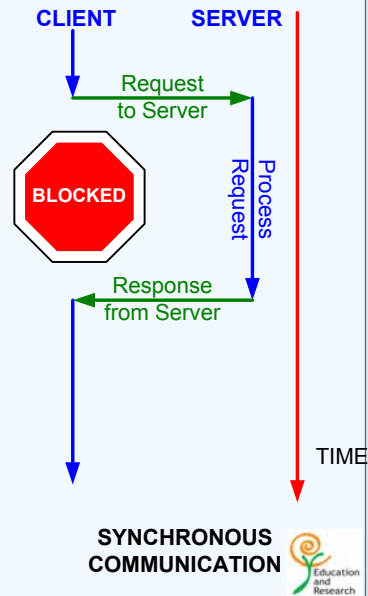 CLIENT SERVER
Request
to Server
BLOCKED
Process
Request
Response
from Server
TIME
SYNCHRONOUS
COMMUNICATION
Education
and
Research